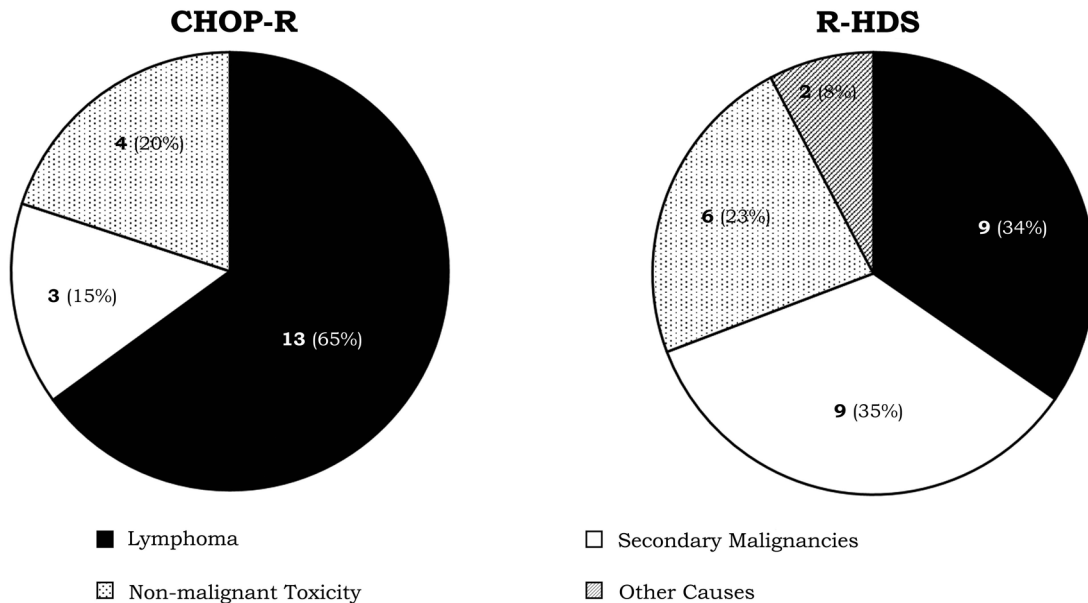 CHOP-R
R-HDS
4 (20%)
3 (15%)
13 (65%)
2 (8%)
6 (23%)
9 (34%)
9 (35%)
Lymphoma
Secondary Malignancies
Non-malignant Toxicity
Other Causes